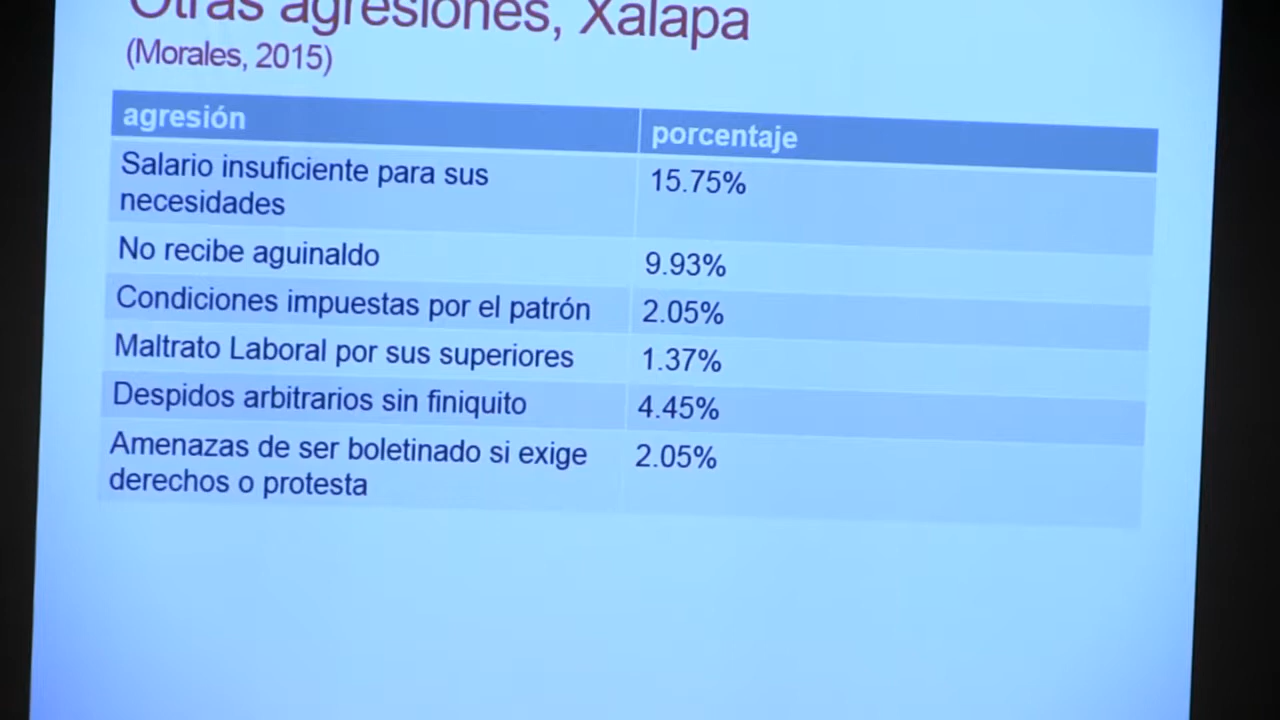 Otras agresiones, Xalapa
(Morales, 2015)
agresión
porcentaje
Salario insuficiente para sus
necesidades
15.75%
No recibe aguinaldo
9.93%
Condiciones impuestas por el patrón
2.05%
Maltrato Laboral por sus superiores
1.37%
Despidos arbitrarios sin finiquito
4.45%
Amenazas de ser boletinado si exige
derechos o protesta
2.05%